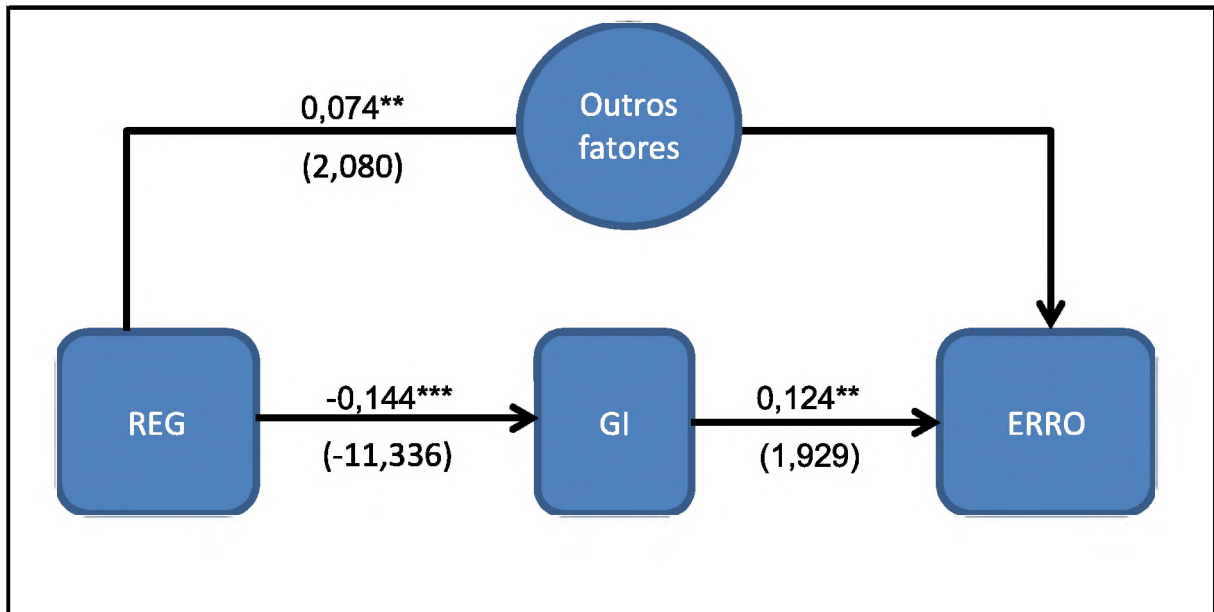 0,074**
(2,080)
Outros
fatores
REG
-0,144***
(-11,336)
GI
0,124**
(1,929)
ERRO